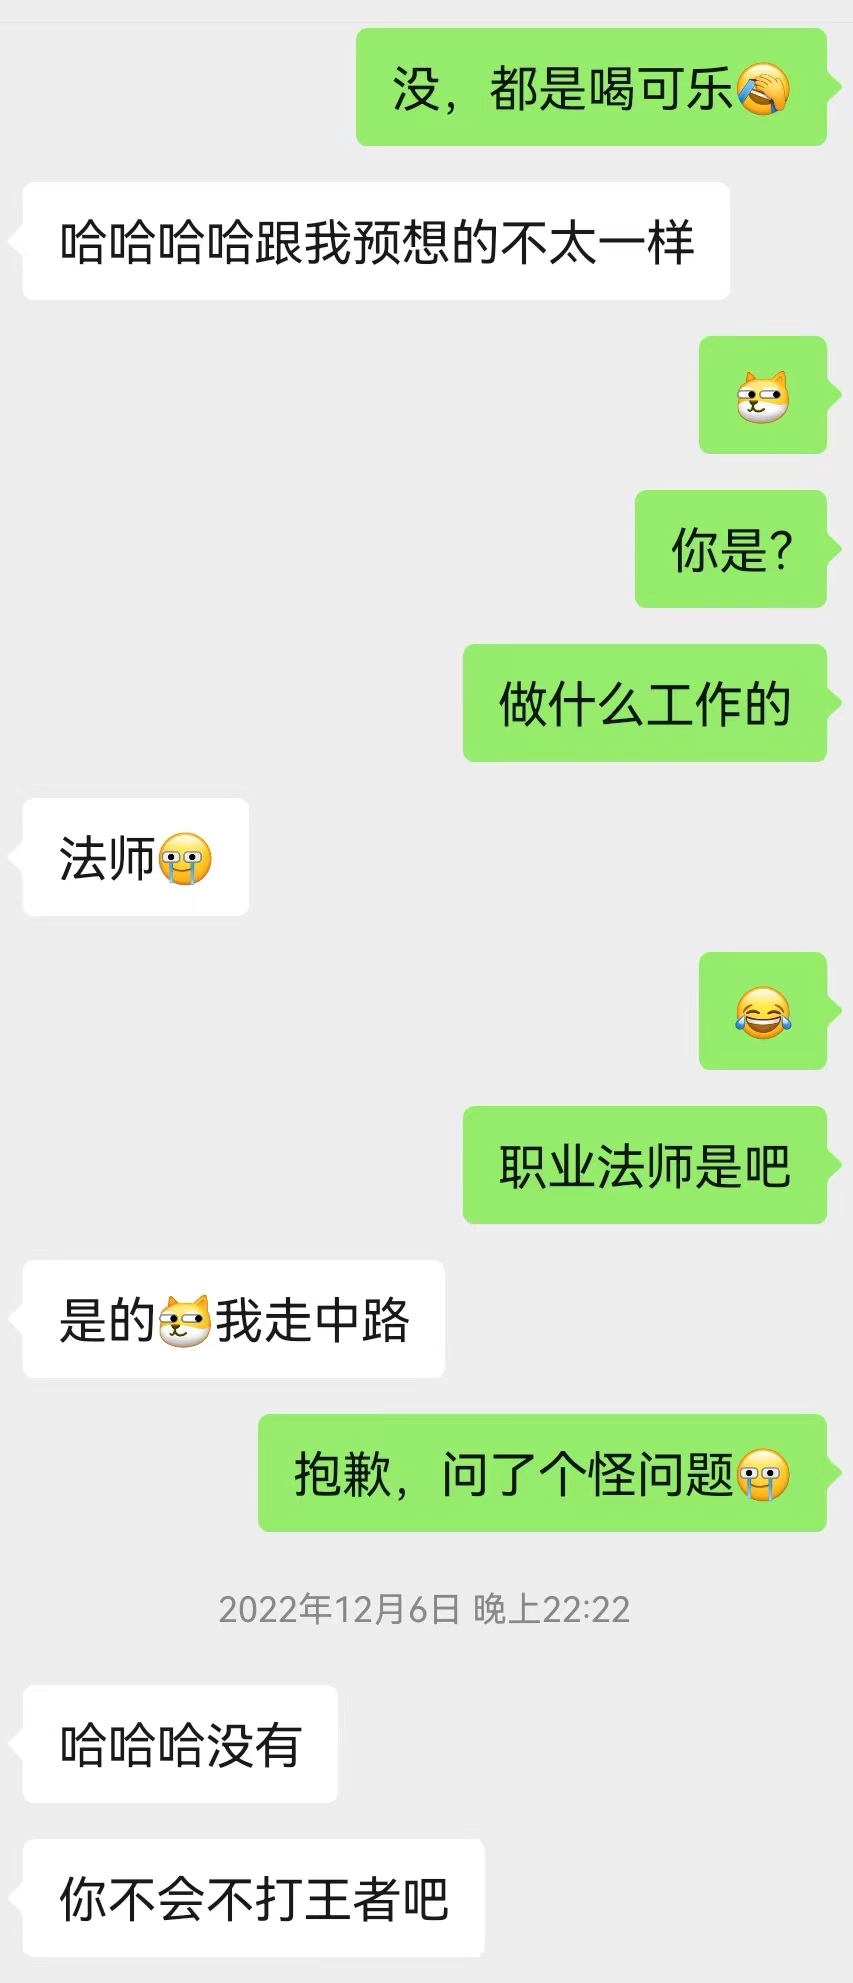 没，都是喝可乐
哈哈哈哈跟我预想的不太一样
你是？
做什么工作的
法师
职业法师是吧
是的我走中路
抱歉，问了个怪问题
2022年12月6日 晚上22:22
哈哈哈没有
你不会不打王者吧